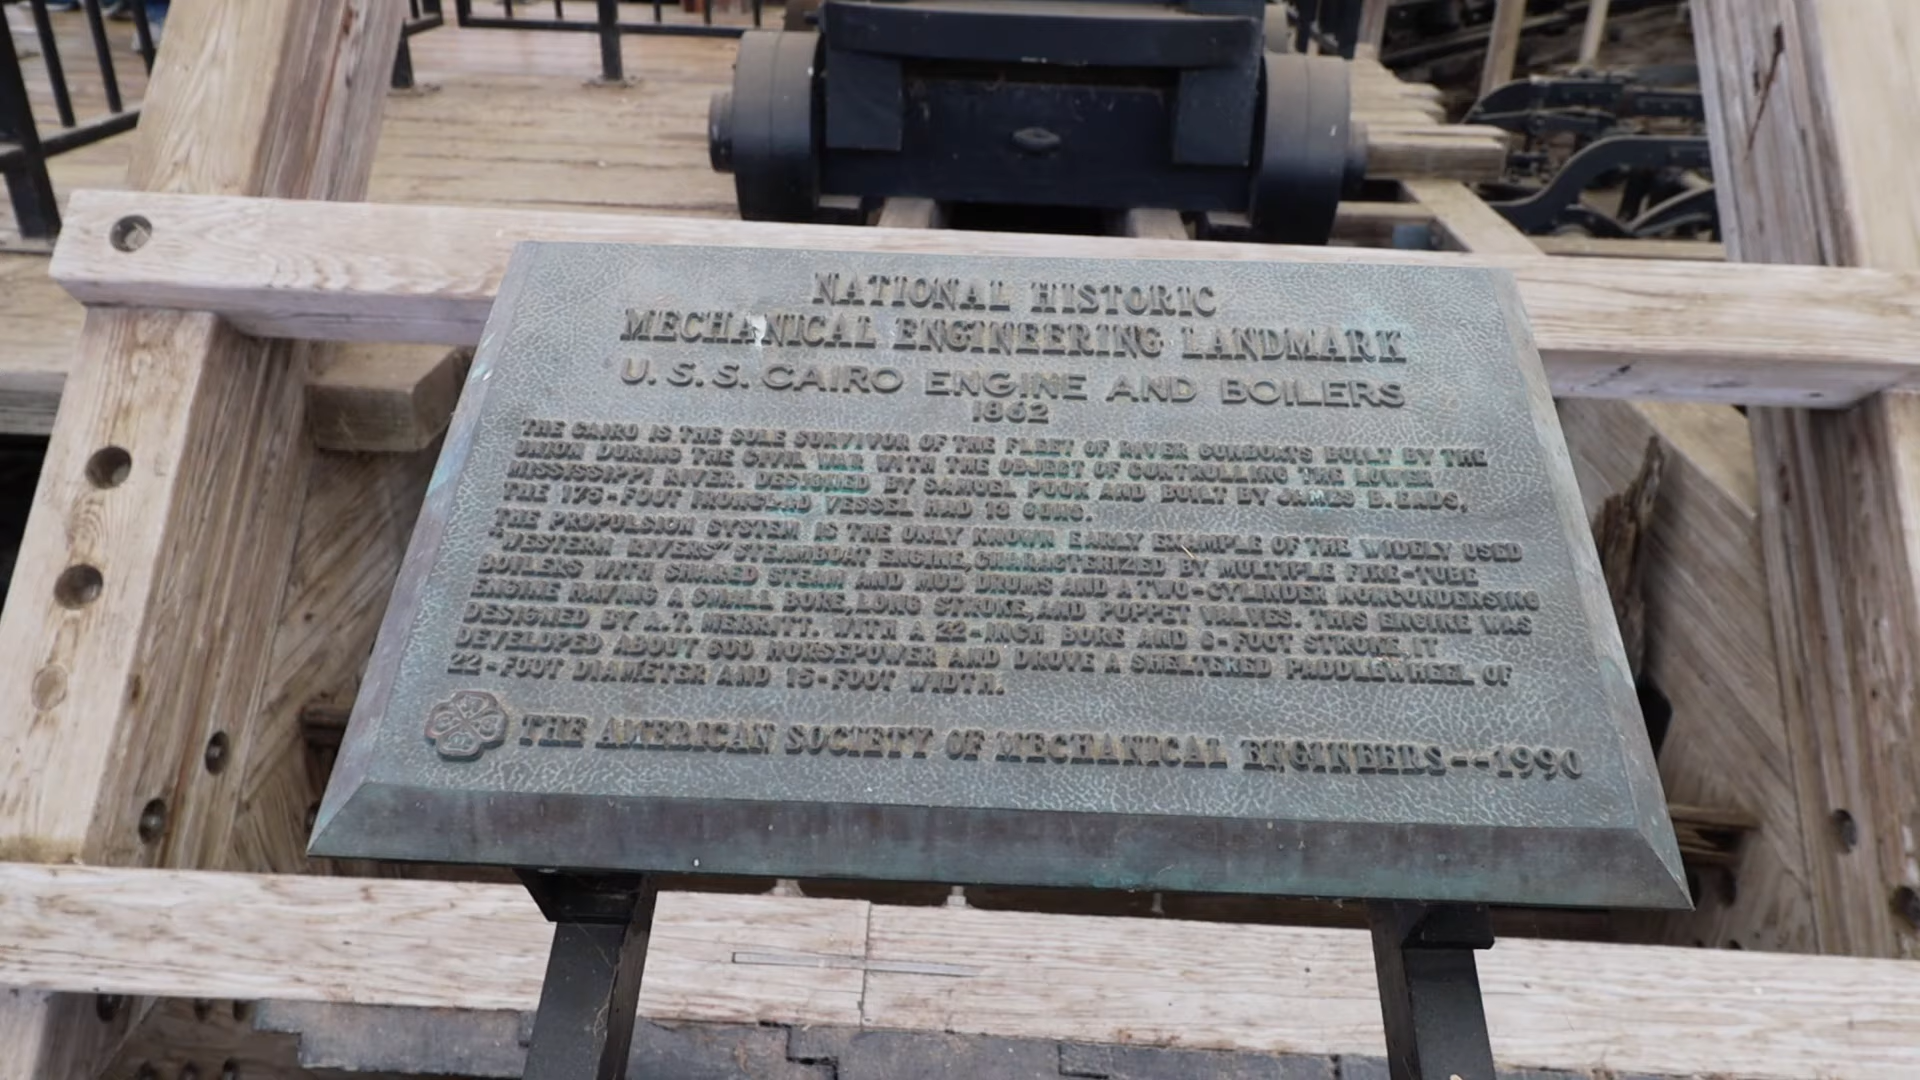 NATIONAL HISTORIC
MECHANICAL ENGINEERING LANDMARK
U.S.S. CAIRO ENGINE AND BOILERS
1862
THE CAIRO IS THE SOLE SURVIVOR OF THE FLEET OF RIVER GUNBOATS BUILT BY THE
UNION DURING THE CIVIL WAR WITH THE OBJECT OF CONTROLLING THE LOWER
MISSISSIPPI RIVER. DESIGNED BY SAMUEL POOK AND BUILT BY JAMES B. EADS,
THE 175-FOOT IRONCLAD VESSEL HAD 13 GUNS.
THE PROPULSION SYSTEM IS THE ONLY KNOWN EARLY EXAMPLE OF THE WIDELY USED
"WESTERN RIVERS" STEAMBOAT ENGINE, CHARACTERIZED BY MULTIPLE FIRE-TUBE
BOILERS WITH SHARED STEAM AND MUD DRUMS AND A TWO-CYLINDER NONCONDENSING
ENGINE HAVING A SMALL BORE, LONG STROKE, AND POPPET VALVES. THIS ENGINE WAS
DESIGNED BY A.T. MERRITT. WITH A 22-INCH BORE AND 6-FOOT STROKE IT
DEVELOPED ABOUT 600 HORSEPOWER AND DROVE A SHELTERED PADDLEWHEEL OF
22-FOOT DIAMETER AND 15-FOOT WIDTH.
THE AMERICAN SOCIETY OF MECHANICAL ENGINEERS--1990